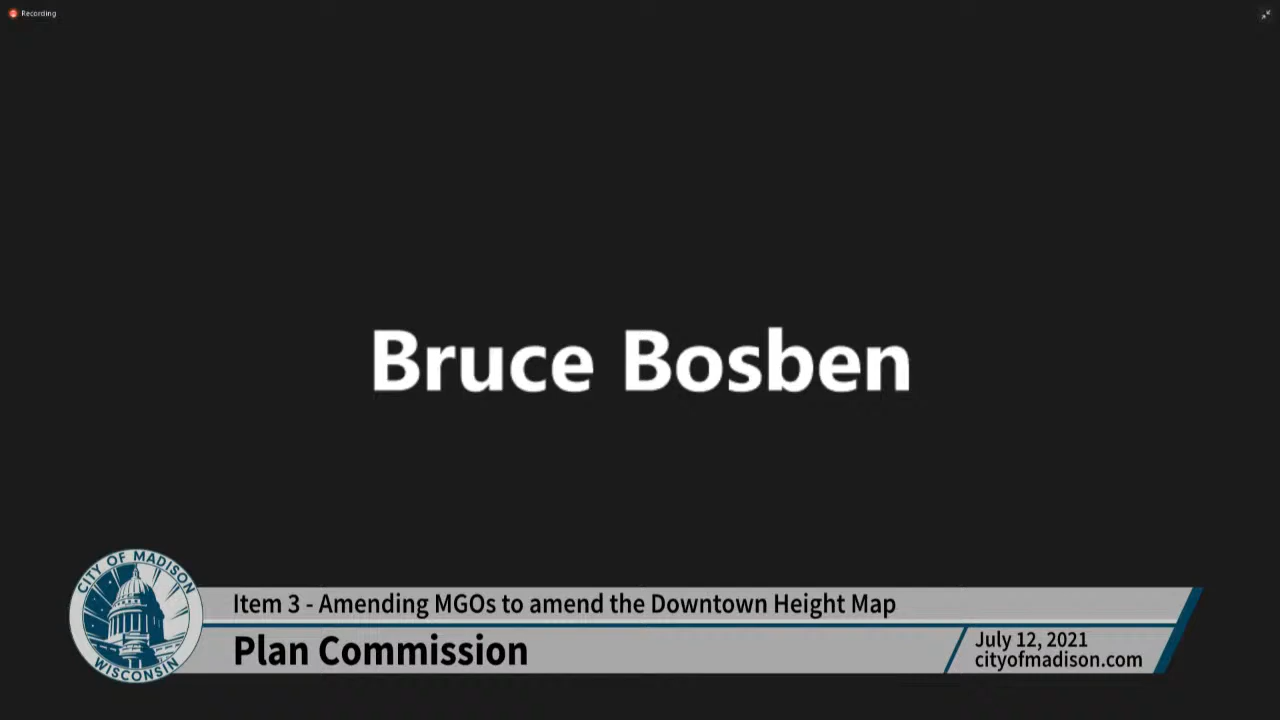 Recording
Bruce Bosben
CITY OF MADISON
WISCONSIN
Item 3 - Amending MGOs to amend the Downtown Height Map
Plan Commission
July 12, 2021
cityofmadison.com